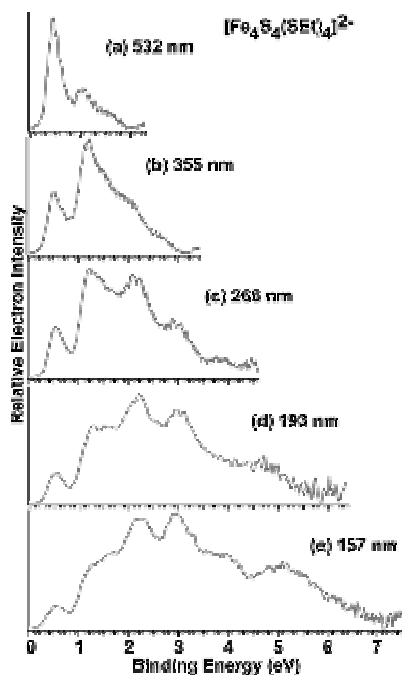 [Fe4S4(SEt)4]2-
(a) 532 nm
(b) 355 nm
(c) 266 nm
(d) 193 nm
(e) 157 nm
Relative Electron Intensity
0 1 2 3 4 5 6 7
Binding Energy (eV)